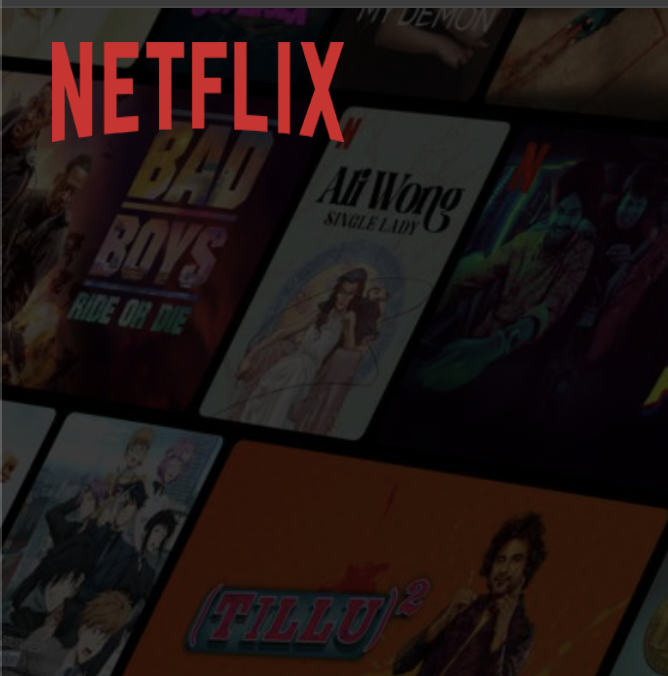 MY DEMON
NETFLIX
BAD
BOYS
RIDE OR DIE
N
Ali Wong
SINGLE LADY
N
(TILLU)²